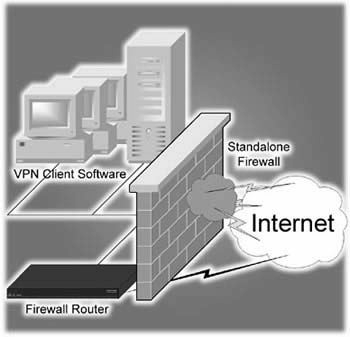 VPN Client Software
Standalone
Firewall
Internet
Firewall Router